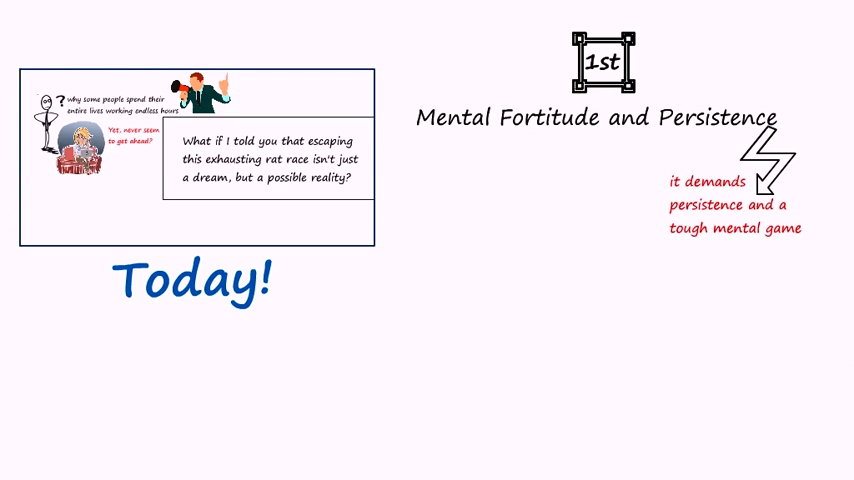 ?
why some people spend their
entire lives working endless hours
Yet, never seem
to get ahead?
What if I told you that escaping
this exhausting rat race isn't just
a dream, but a possible reality?
Today!
1st
Mental Fortitude and Persistence
it demands
persistence and a
tough mental game